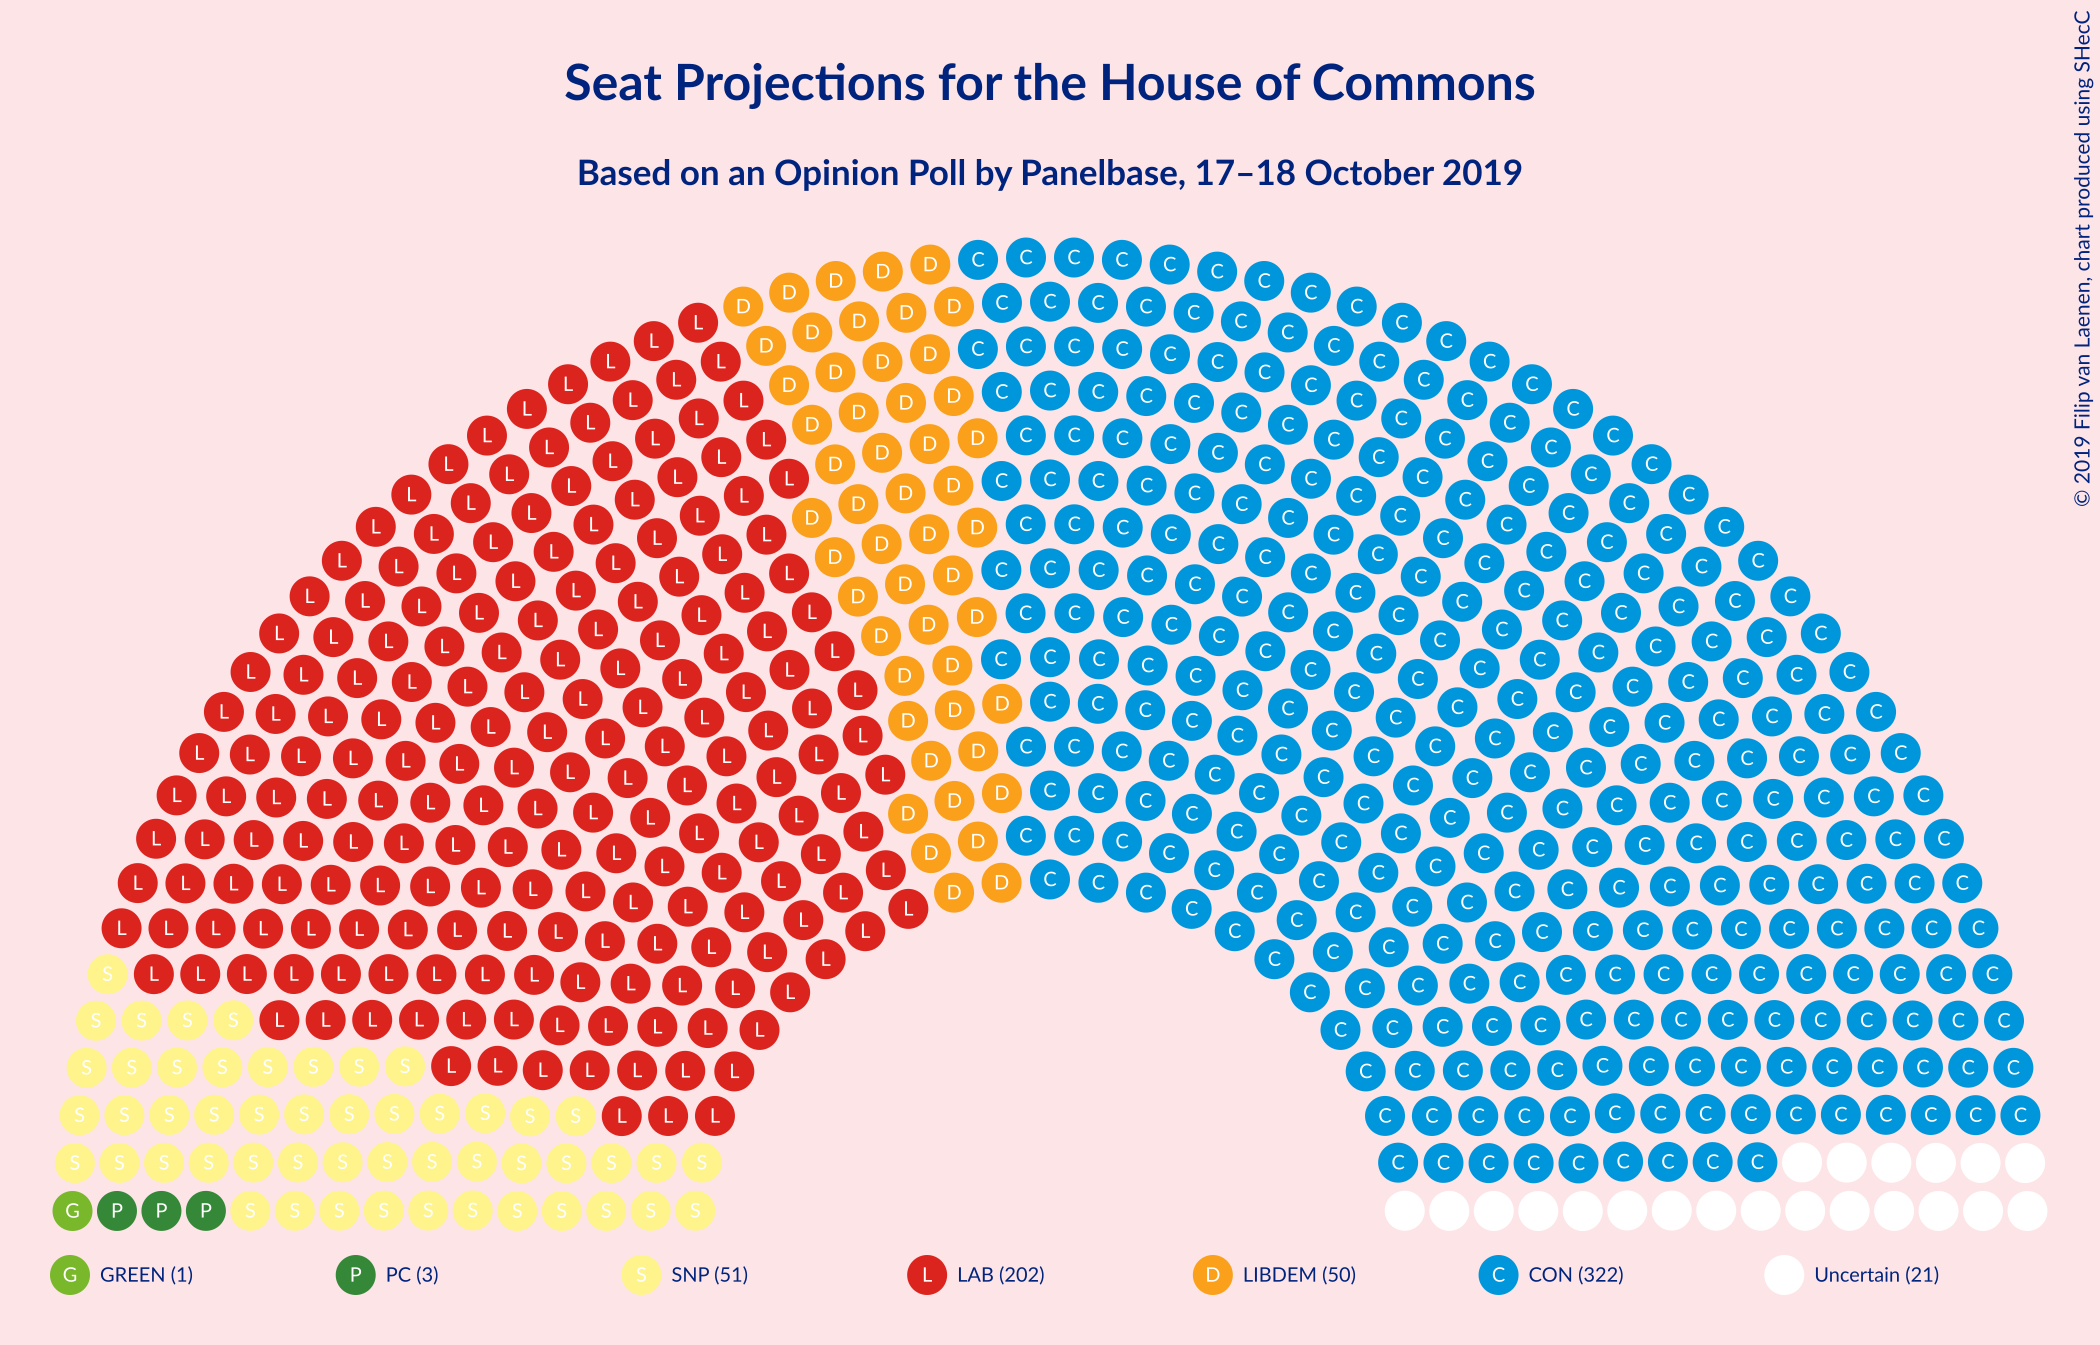 Seat Projections for the House of Commons
Based on an Opinion Poll by Panelbase, 17–18 October 2019
© 2019 Filip van Laenen, chart produced using SHecC
G GREEN (1)
P PC (3)
S SNP (51)
L LAB (202)
D LIBDEM (50)
C CON (322)
Uncertain (21)